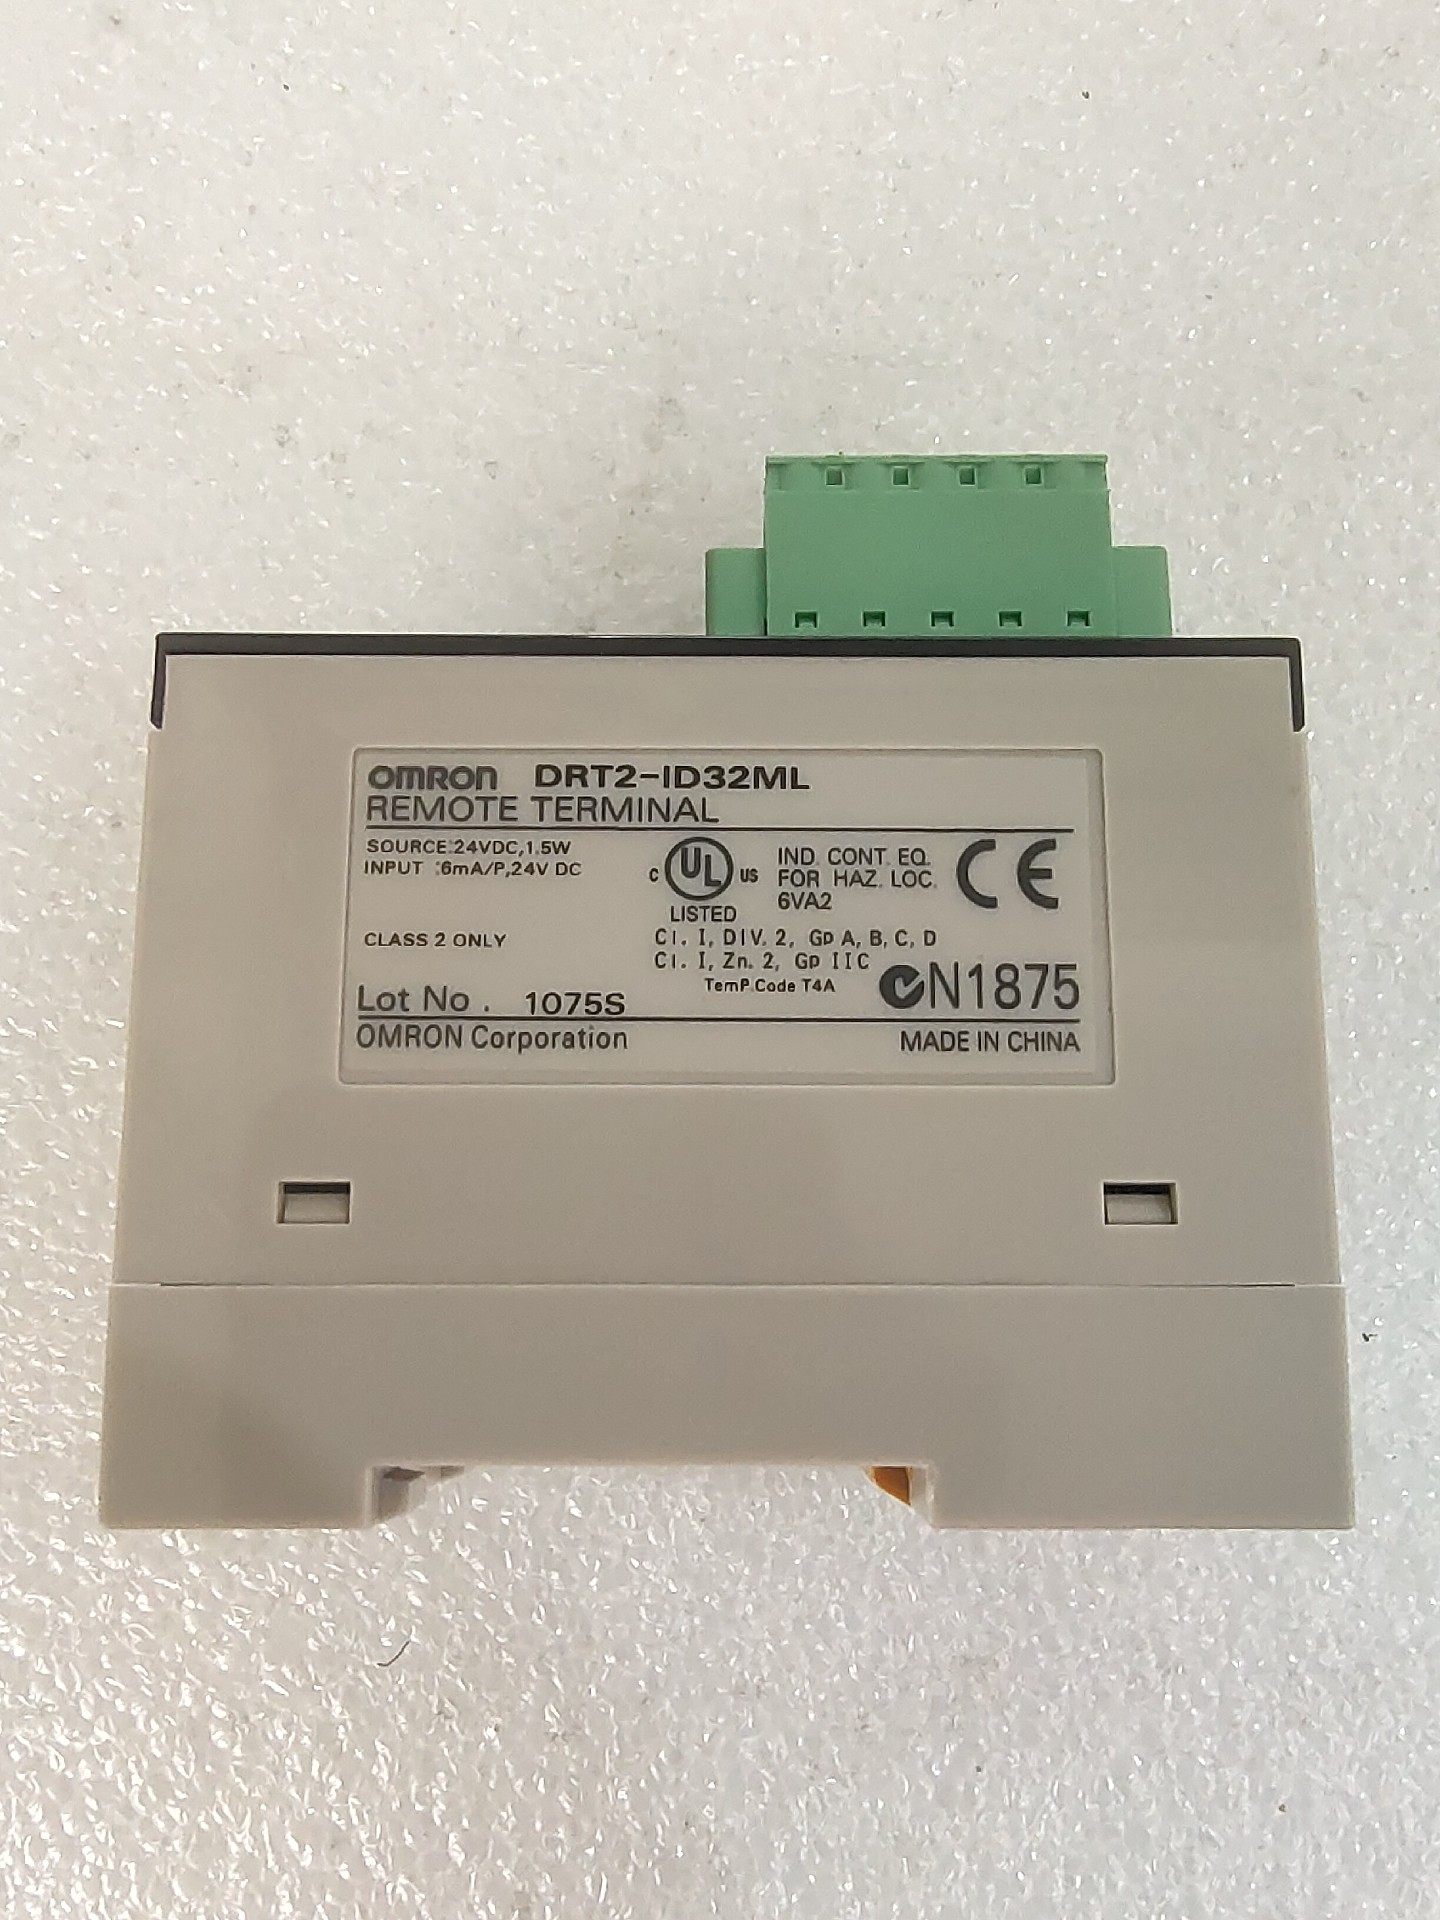 OMRON DRT2-ID32ML
REMOTE TERMINAL
SOURCE:24VDC,1.5W
INPUT :6mA/P,24V DC
CLASS 2 ONLY
C UL US
LISTED
IND. CONT. EQ.
FOR HAZ. LOC.
6VA2
CE
Cl. I, DIV. 2, Gp A, B, C, D
Cl. I, Zn. 2, Gp IIC
Temp.Code T4A
N1875
Lot No. 1075S
OMRON Corporation MADE IN CHINA